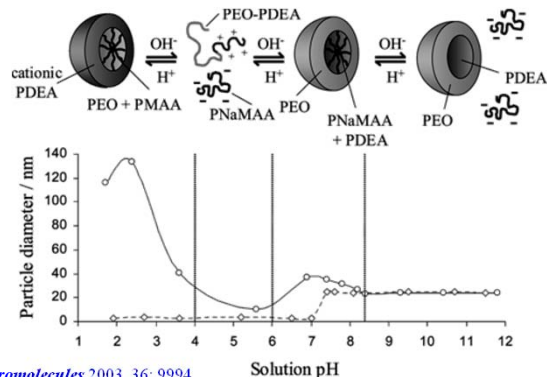 PEO-PDEA
OH⁻ OH⁻ OH⁻
H⁺ H⁺ H⁺
cationic
PDEA
PEO + PMAA
PNaMAA
PEO
PNaMAA
+ PDEA
PEO
PDEA
Particle diameter / nm
140
120
100
80
60
40
20
0
1 2 3 4 5 6 7 8 9 10 11 12
Solution pH
2003, 36: 9994